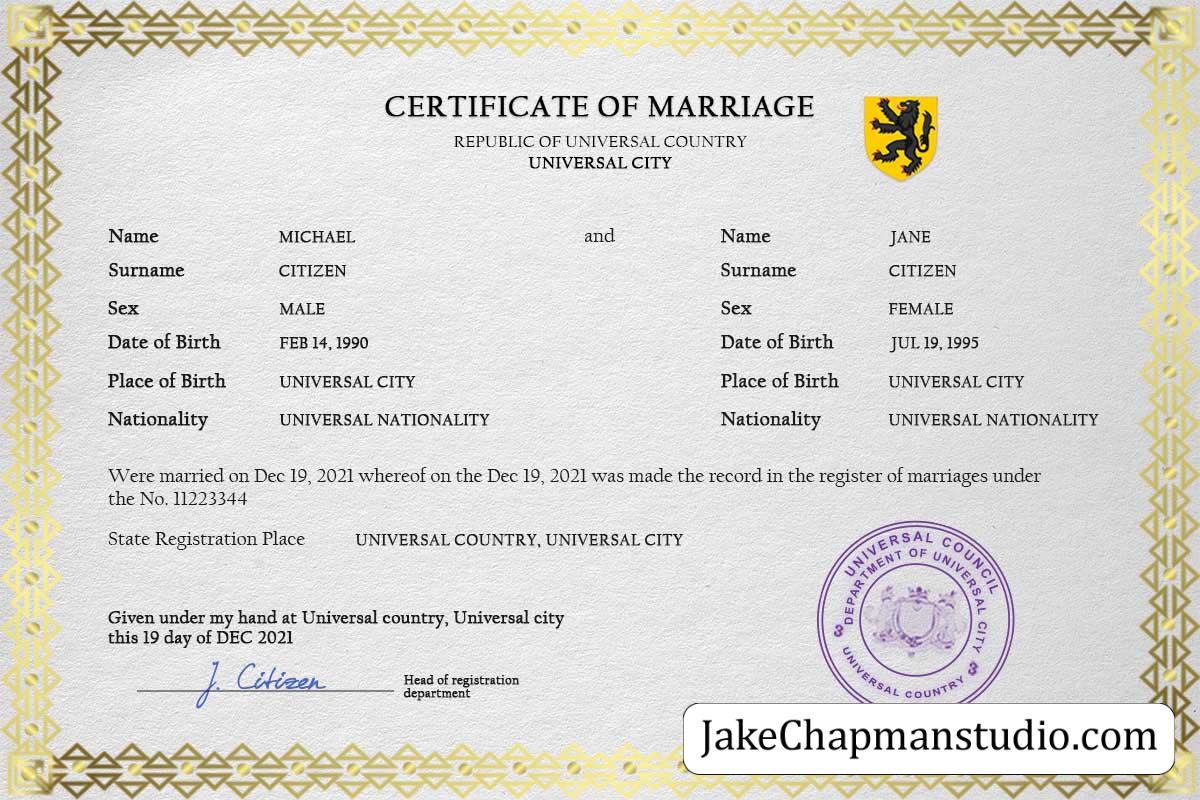 CERTIFICATE OF MARRIAGE
REPUBLIC OF UNIVERSAL COUNTRY
UNIVERSAL CITY
Name MICHAEL and Name JANE
Surname CITIZEN Surname CITIZEN
Sex MALE Sex FEMALE
Date of Birth FEB 14, 1990 Date of Birth JUL 19, 1995
Place of Birth UNIVERSAL CITY Place of Birth UNIVERSAL CITY
Nationality UNIVERSAL NATIONALITY Nationality UNIVERSAL NATIONALITY
Were married on Dec 19, 2021 whereof on the Dec 19, 2021 was made the record in the register of marriages under
the No. 11223344
State Registration Place UNIVERSAL COUNTRY, UNIVERSAL CITY
UNIVERSAL COUNCIL
DEPARTMENT OF UNIVERSAL CITY
3 3
UNIVERSAL COUNTRY
Given under my hand at Universal country, Universal city
this 19 day of DEC 2021
J. Citizen Head of registration
department
JakeChapmanstudio.com